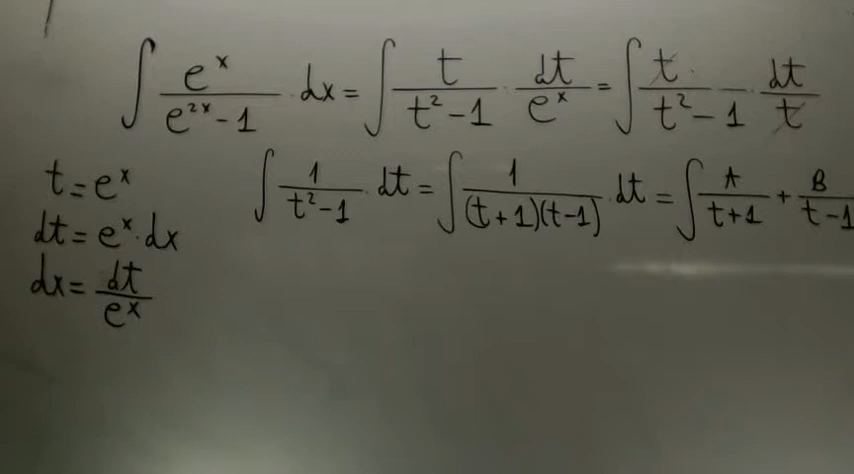 ∫ e^x / (e^2x - 1) · dx = ∫ t / (t² - 1) · dt / e^x = ∫ t / (t² - 1) · dt / t
t = e^x
∫ 1 / (t² - 1) · dt = ∫ 1 / ((t + 1)(t - 1)) · dt = ∫ A / (t + 1) + B / (t - 1
dt = e^x · dx
dx = dt / e^x